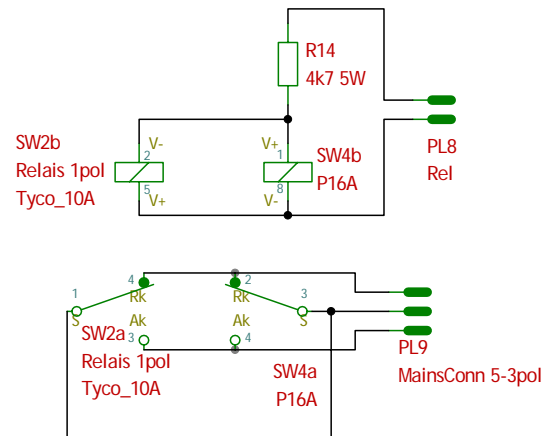 R14
4k7 5W
SW2b
Relais 1pol
Tyco_10A
V-
2
5
V+
V+
1
8
V-
SW4b
P16A
PL8
Rel
1
S
4
Rk
Ak
3
2
Rk
Ak
4
3
S
SW2a
Relais 1pol
Tyco_10A
SW4a
P16A
PL9
MainsConn 5-3pol